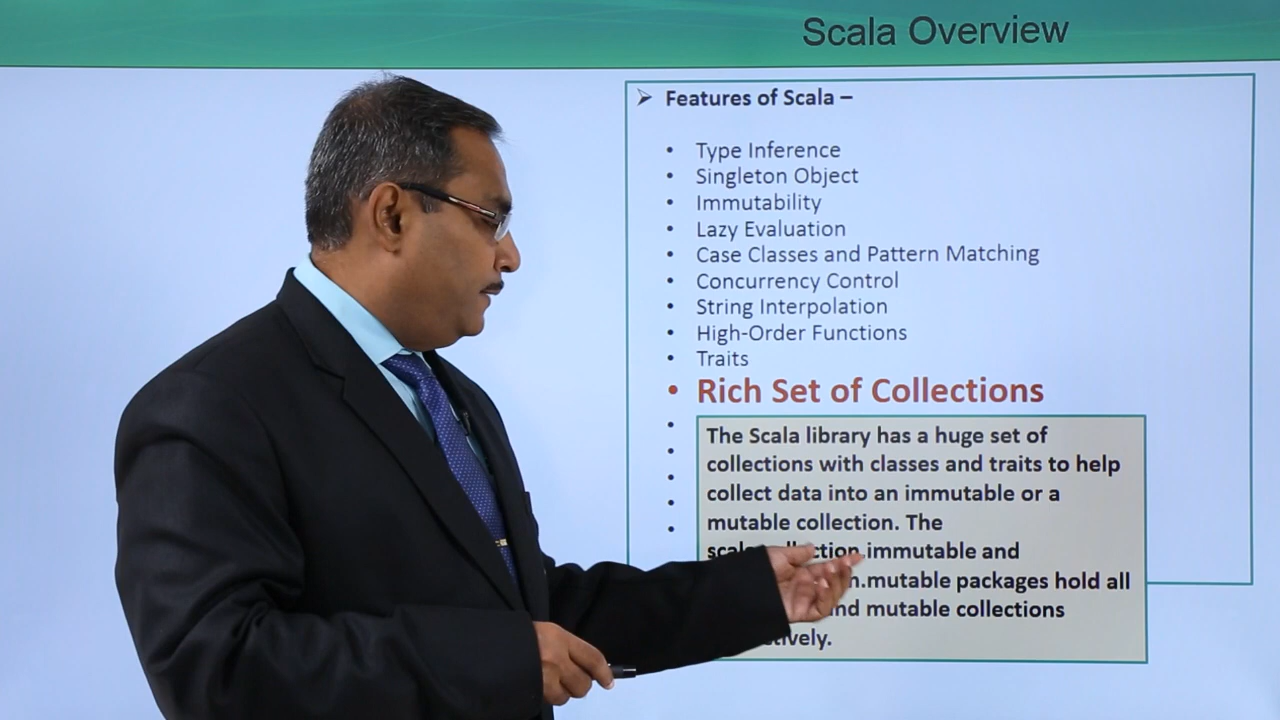 Scala Overview
Features of Scala –
Type Inference
Singleton Object
Immutability
Lazy Evaluation
Case Classes and Pattern Matching
Concurrency Control
String Interpolation
High-Order Functions
Traits
Rich Set of Collections
The Scala library has a huge set of
collections with classes and traits to help
collect data into an immutable or a
mutable collection. The
immutable and
mutable packages hold all
mutable collections